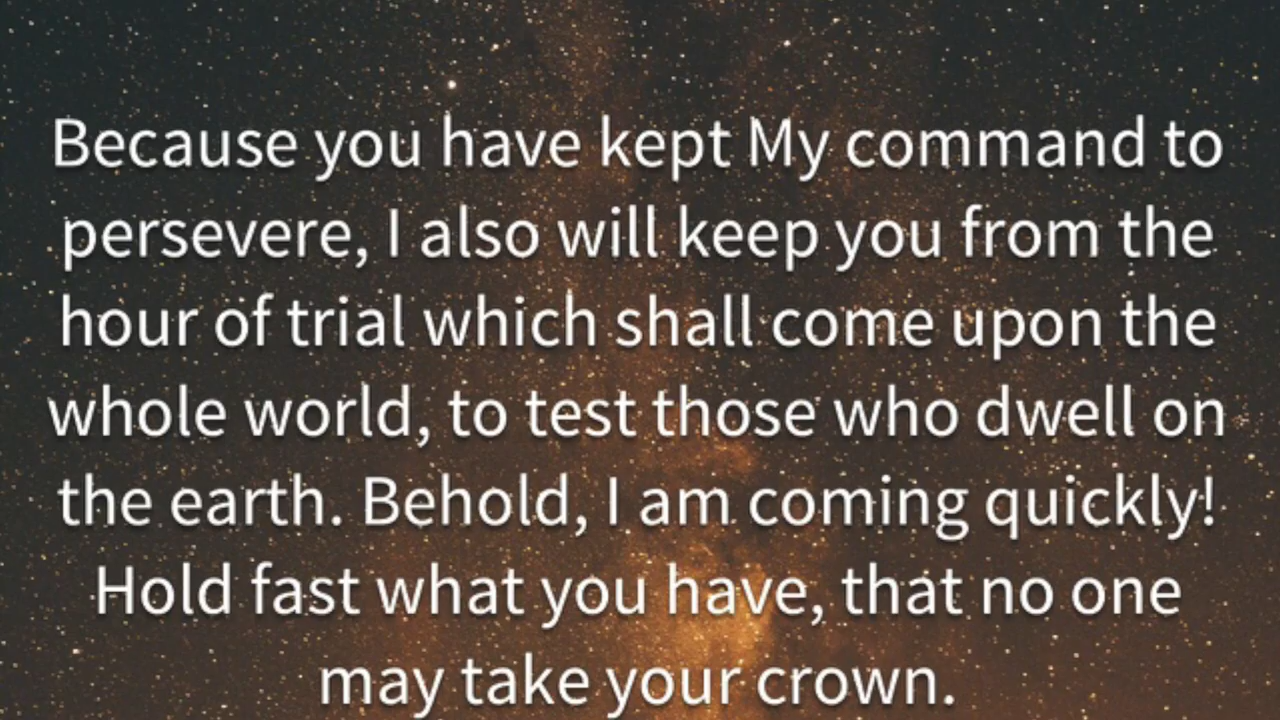 Because you have kept My command to
persevere, I also will keep you from the
hour of trial which shall come upon the
whole world, to test those who dwell on
the earth. Behold, I am coming quickly!
Hold fast what you have, that no one
may take your crown.